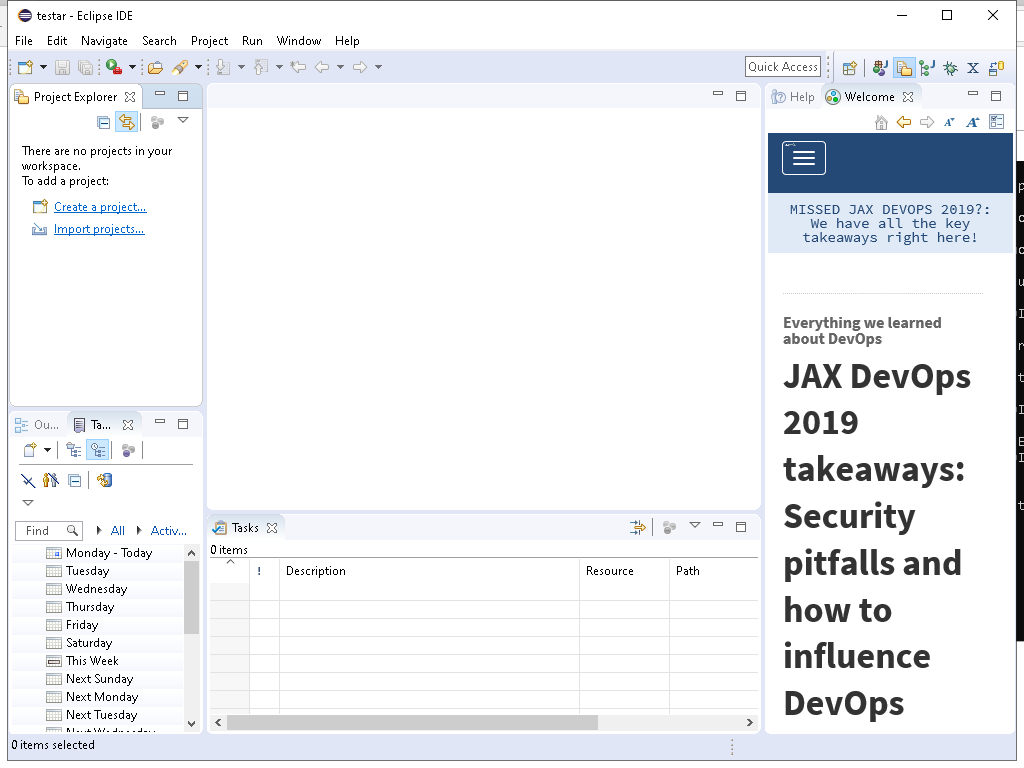 testar - Eclipse IDE
File Edit Navigate Search Project Run Window Help
Quick Access
X
Project Explorer
There are no projects in your
workspace.
To add a project:
Create a project...
Import projects...
Ou...
Ta...
Find
All
Activ...
Monday - Today
Tuesday
Wednesday
Thursday
Friday
Saturday
This Week
Next Sunday
Next Monday
Next Tuesday
Next Wednesday
0 items selected
Tasks
0 items
! Description Resource Path
Help
Welcome
MISSED JAX DEVOPS 2019?:
We have all the key
takeaways right here!
Everything we learned
about DevOps
JAX DevOps
2019
takeaways:
Security
pitfalls and
how to
influence
DevOps